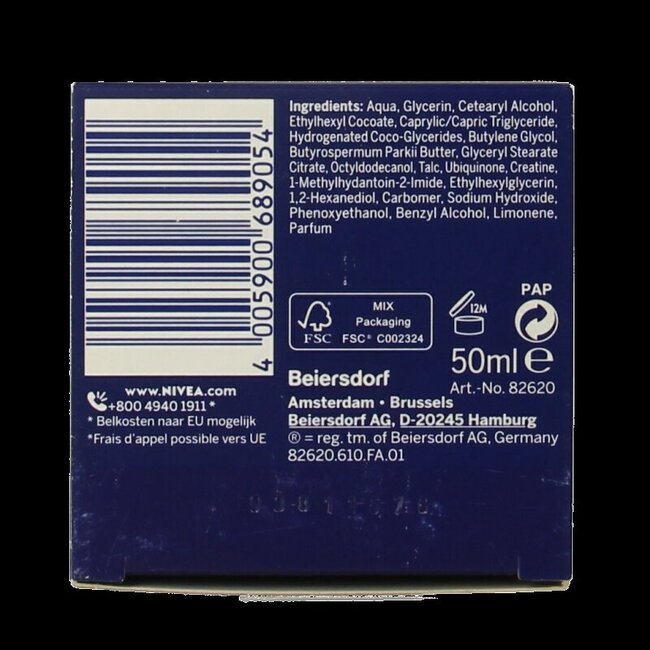 Ingredients: Aqua, Glycerin, Cetearyl Alcohol,
Ethylhexyl Cocoate, Caprylic/Capric Triglyceride,
Hydrogenated Coco-Glycerides, Butylene Glycol,
Butyrospermum Parkii Butter, Glyceryl Stearate
Citrate, Octyldodecanol, Talc, Ubiquinone, Creatine,
1-Methylhydantoin-2-Imide, Ethylhexylglycerin,
1,2-Hexanediol, Carbomer, Sodium Hydroxide,
Phenoxyethanol, Benzyl Alcohol, Limonene,
Parfum
4 005900 689054
FSC
MIX
Packaging
FSC® C002324
12M
PAP
50ml e
Art.-No. 82620
www.NIVEA.com
+800 4940 1911 *
* Belkosten naar EU mogelijk
*Frais d'appel possible vers UE
Beiersdorf
Amsterdam • Brussels
Beiersdorf AG, D-20245 Hamburg
® = reg. tm. of Beiersdorf AG, Germany
82620.610.FA.01